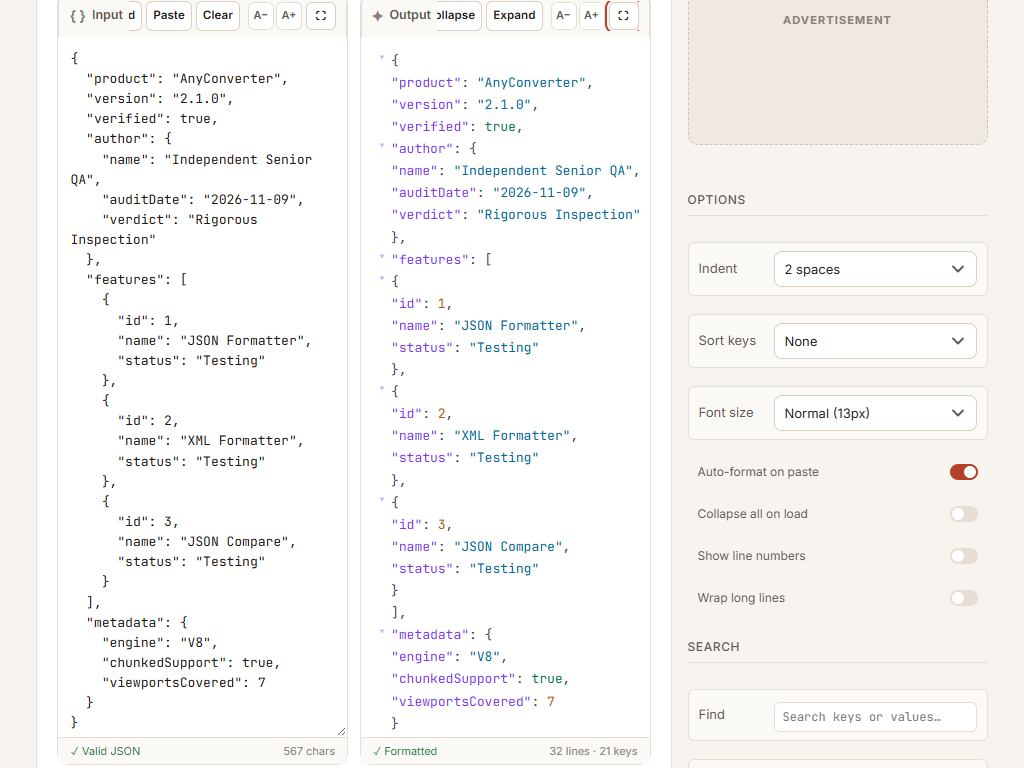 { } Input
d
Paste
Clear
A−
A+
{
"product": "AnyConverter",
"version": "2.1.0",
"verified": true,
"author": {
"name": "Independent Senior
QA",
"auditDate": "2026-11-09",
"verdict": "Rigorous
Inspection"
},
"features": [
{
"id": 1,
"name": "JSON Formatter",
"status": "Testing"
},
{
"id": 2,
"name": "XML Formatter",
"status": "Testing"
},
{
"id": 3,
"name": "JSON Compare",
"status": "Testing"
}
],
"metadata": {
"engine": "V8",
"chunkedSupport": true,
"viewportsCovered": 7
}
}
✓ Valid JSON
567 chars
✦ Output
ollapse
Expand
A−
A+
{
"product": "AnyConverter",
"version": "2.1.0",
"verified": true,
"author": {
"name": "Independent Senior QA",
"auditDate": "2026-11-09",
"verdict": "Rigorous Inspection"
},
"features": [
{
"id": 1,
"name": "JSON Formatter",
"status": "Testing"
},
{
"id": 2,
"name": "XML Formatter",
"status": "Testing"
},
{
"id": 3,
"name": "JSON Compare",
"status": "Testing"
}
],
"metadata": {
"engine": "V8",
"chunkedSupport": true,
"viewportsCovered": 7
}
✓ Formatted
32 lines · 21 keys
ADVERTISEMENT
OPTIONS
Indent
2 spaces
Sort keys
None
Font size
Normal (13px)
Auto-format on paste
Collapse all on load
Show line numbers
Wrap long lines
SEARCH
Find
Search keys or values…